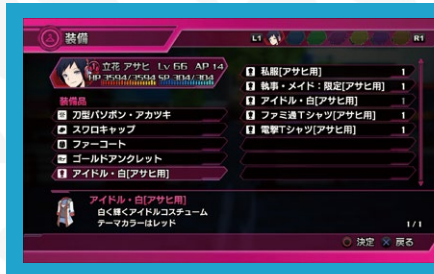 装備
L1
R1
立花 アサヒ Lv 66 AP 14
HP 3594/3594 SP 304/304
装備品
刀型パソボン・アカツキ
スワロキャップ
ファーコート
ゴールドアンクレット
アイドル・白[アサヒ用]
私服[アサヒ用] 1
執事・メイド：限定[アサヒ用] 1
アイドル・白[アサヒ用] 1
ファミ通Tシャツ[アサヒ用] 1
電撃Tシャツ[アサヒ用] 1
アイドル・白[アサヒ用]
白く輝くアイドルコスチューム
テーマカラーはレッド
1/1
決定 戻る